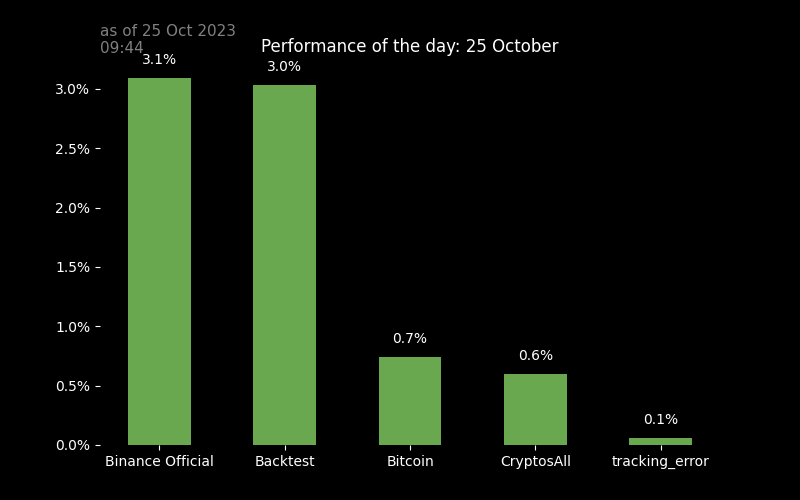 as of 25 Oct 2023
09:44
Performance of the day: 25 October
3.1%
3.0%
0.7%
0.6%
0.1%
3.0%
2.5%
2.0%
1.5%
1.0%
0.5%
0.0%
Binance Official
Backtest
Bitcoin
CryptosAll
tracking_error